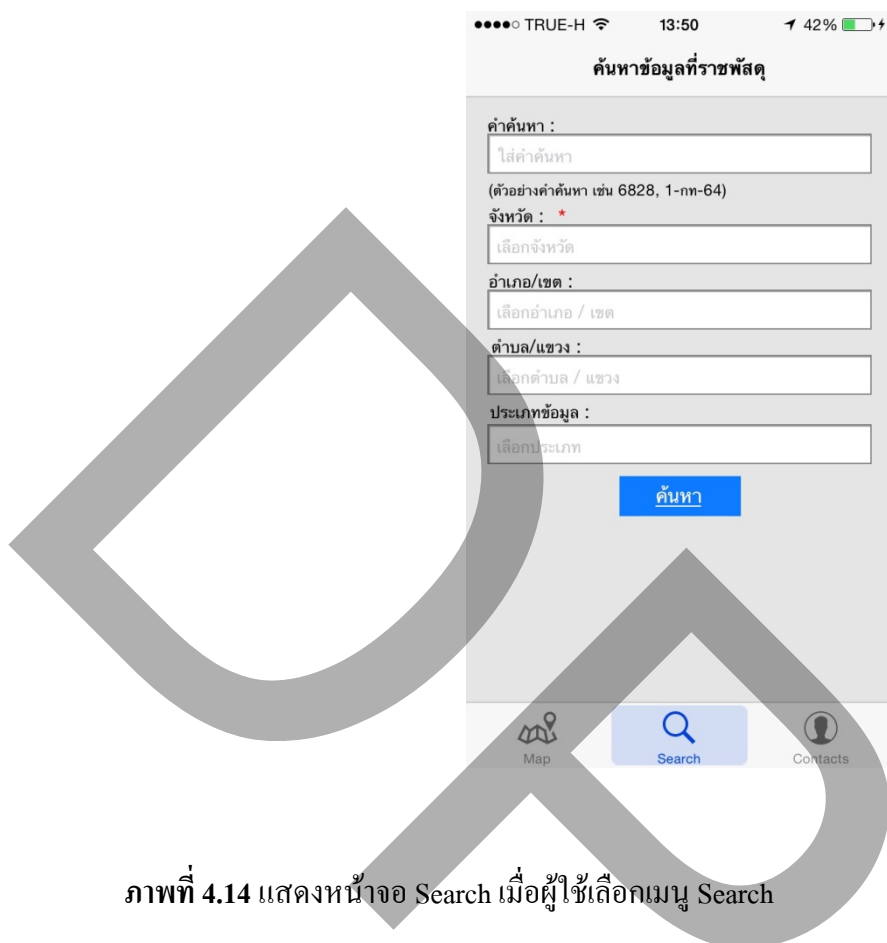 ●●●●○ TRUE-H 13:50 42%
ค้นหาข้อมูลที่ราชพัสดุ
คำค้นหา :
ใส่คำค้นหา
(ตัวอย่างคำค้นหา เช่น 6828, 1-กท-64)
จังหวัด : *
เลือกจังหวัด
อำเภอ/เขต :
เลือกอำเภอ / เขต
ตำบล/แขวง :
เลือกตำบล / แขวง
ประเภทข้อมูล :
เลือกประเภท
ค้นหา
Map Search Contacts
ภาพที่ 4.14 แสดงหน้าจอ Search เมื่อผู้ใช้เลือกเมนู Search